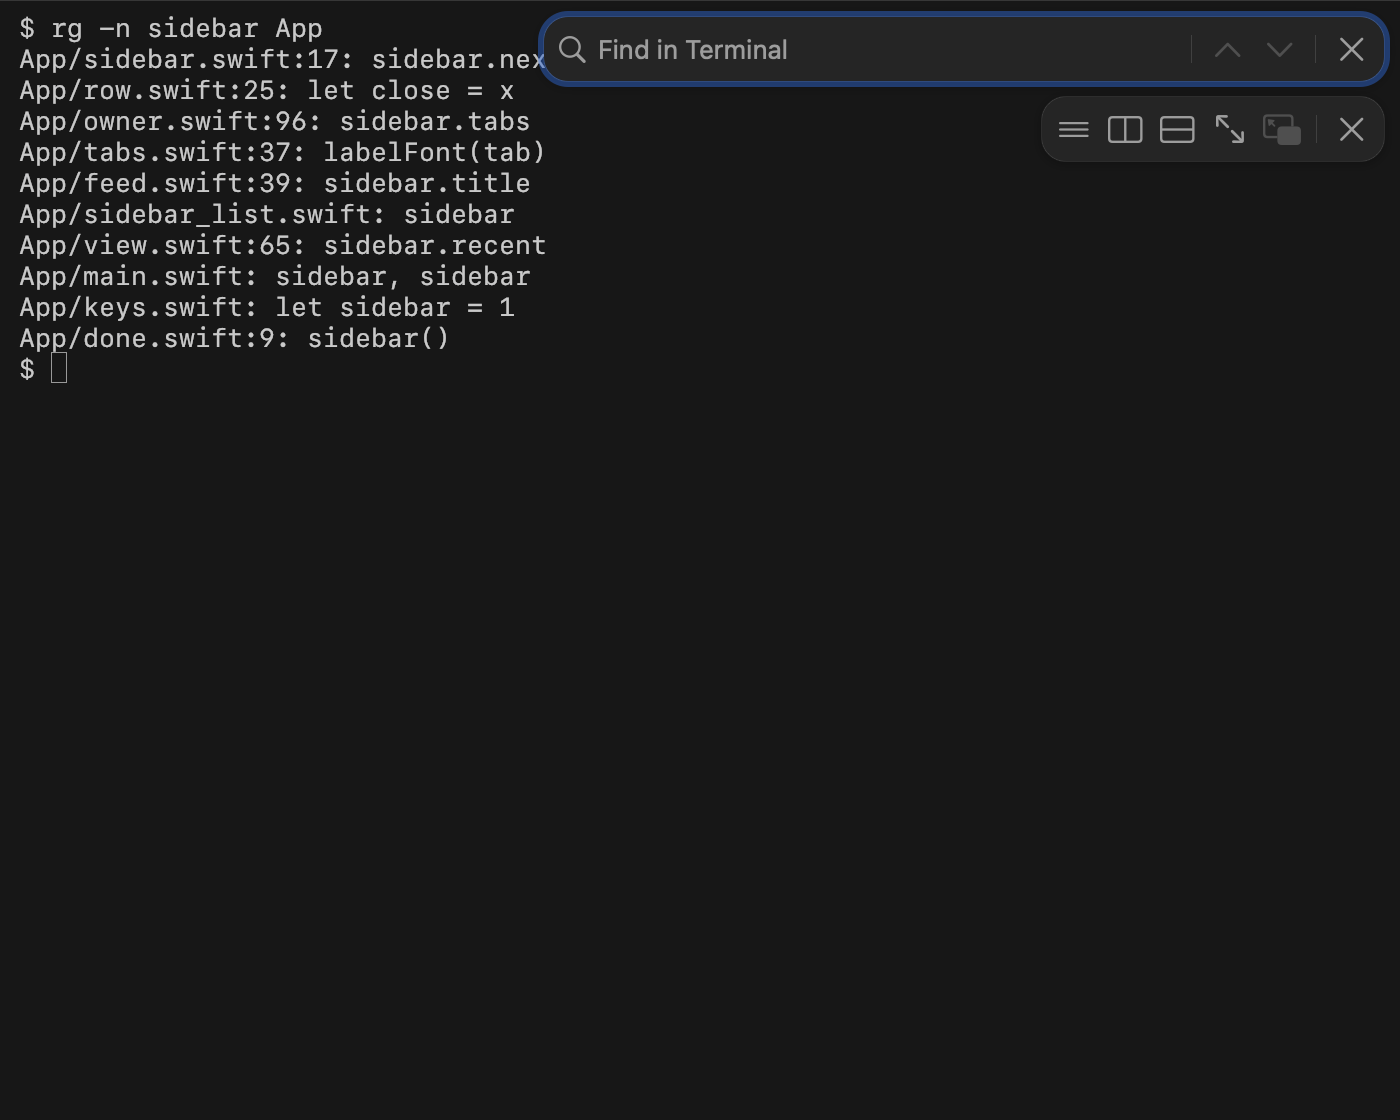 $ rg -n sidebar App
Find in Terminal
App/sidebar.swift:17: sidebar.nex
App/row.swift:25: let close = x
App/owner.swift:96: sidebar.tabs
App/tabs.swift:37: labelFont(tab)
App/feed.swift:39: sidebar.title
App/sidebar_list.swift: sidebar
App/view.swift:65: sidebar.recent
App/main.swift: sidebar, sidebar
App/keys.swift: let sidebar = 1
App/done.swift:9: sidebar()
$